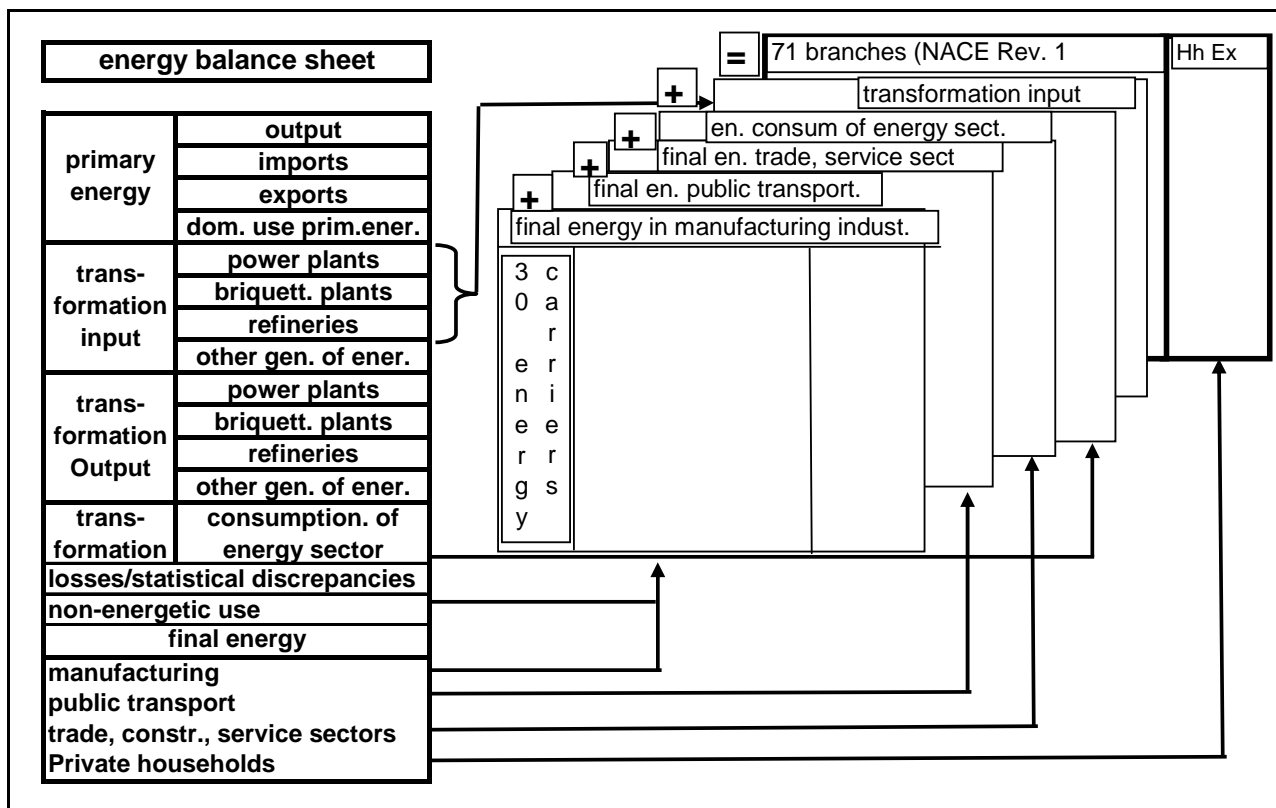 energy balance sheet
primary
energy
output
imports
exports
dom. use prim.ener.
trans-
formation
input
power plants
briquett. plants
refineries
other gen. of ener.
trans-
formation
Output
power plants
briquett. plants
refineries
other gen. of ener.
trans-
formation
consumption. of
energy sector
losses/statistical discrepancies
non-energetic use
final energy
manufacturing
public transport
trade, constr., service sectors
Private households
=
71 branches (NACE Rev. 1
Hh Ex
+
transformation input
+
en. consum of energy sect.
+
final en. trade, service sect
+
final en. public transport.
final energy in manufacturing indust.
30 energy
carriers